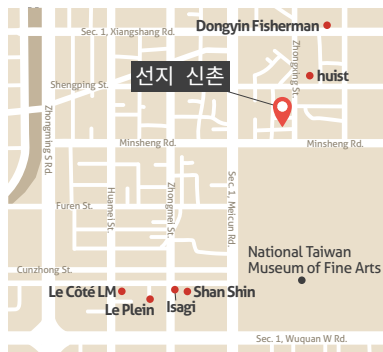 Dongyin Fisherman
Sec. 1, Xiangshang Rd.
Zhongxing St.
huist
선지 신촌
Shengping St.
Zhongming S Rd.
Minsheng Rd.
Minsheng Rd.
Huamei St.
Zhongmei St.
Sec. 1, Meicun Rd.
Furen St.
National Taiwan
Museum of Fine Arts
Cunzhong St.
Le Côté LM
Le Plein
Isagi
Shan Shin
Sec. 1, Wuquan W Rd.